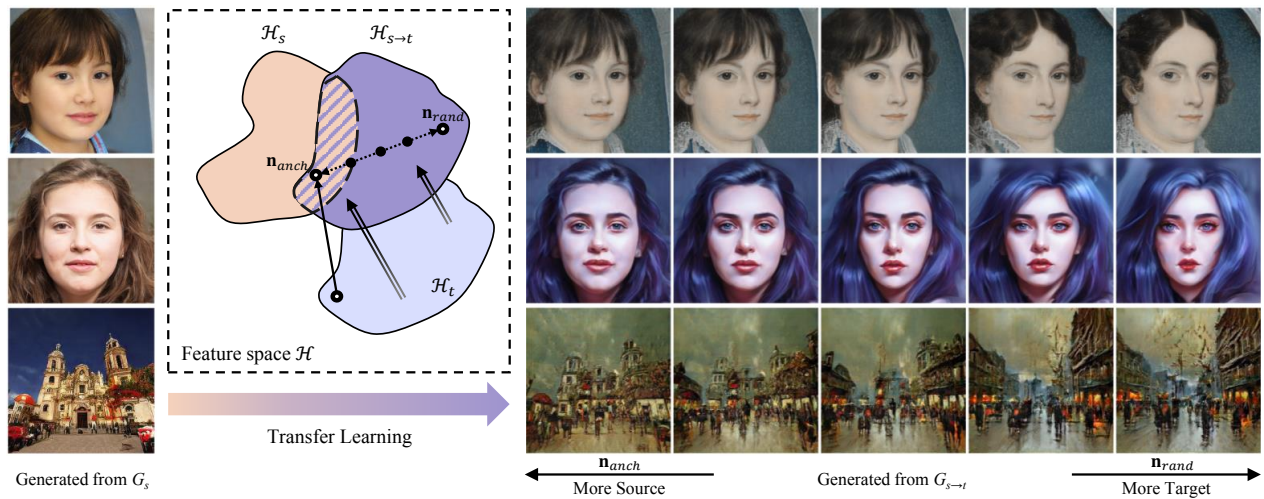 ℋₛ
ℋₛ→ₜ
𝐧_rand
𝐧_anch
ℋₜ
Feature space ℋ
Transfer Learning
Generated from Gₛ
𝐧_anch
More Source
Generated from Gₛ→ₜ
𝐧_rand
More Target